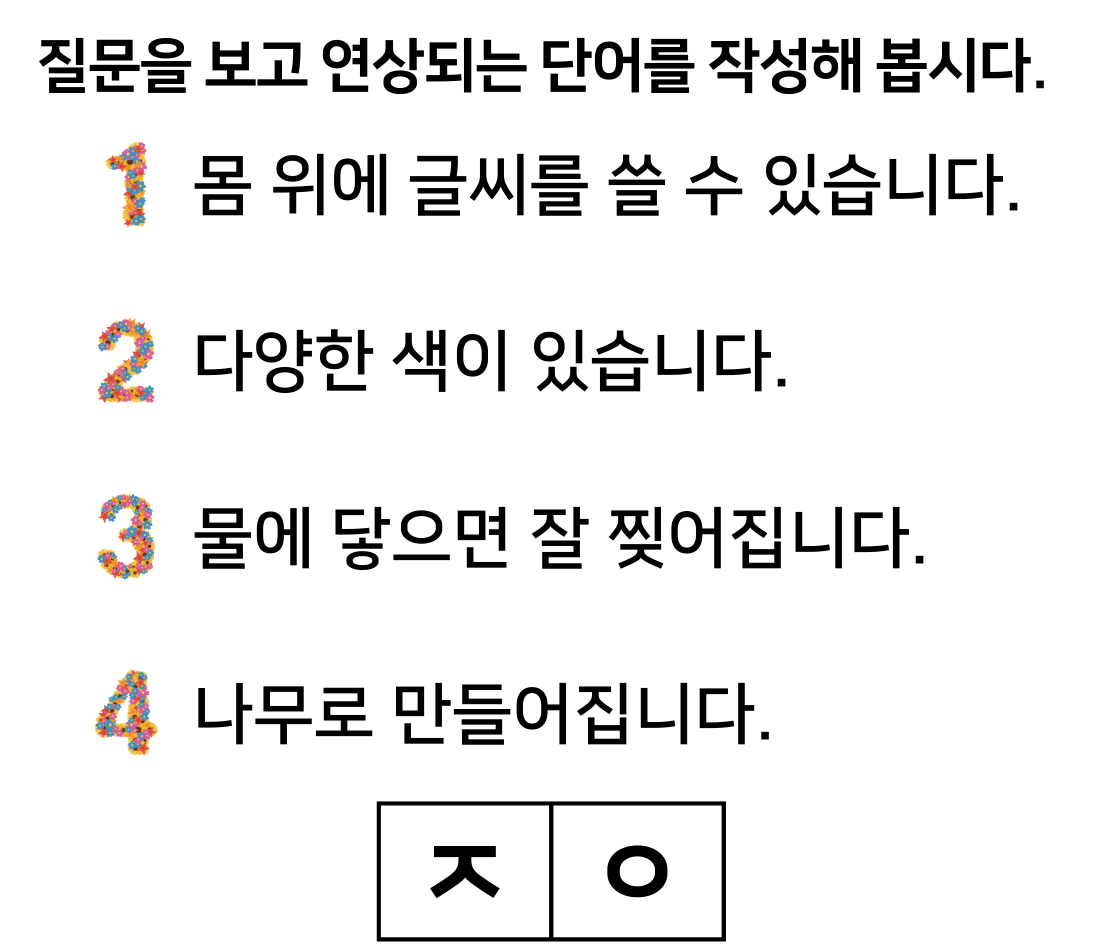 질문을 보고 연상되는 단어를 작성해 봅시다.
1 몸 위에 글씨를 쓸 수 있습니다.
2 다양한 색이 있습니다.
3 물에 닿으면 잘 찢어집니다.
4 나무로 만들어집니다.
ㅈ ㅇ